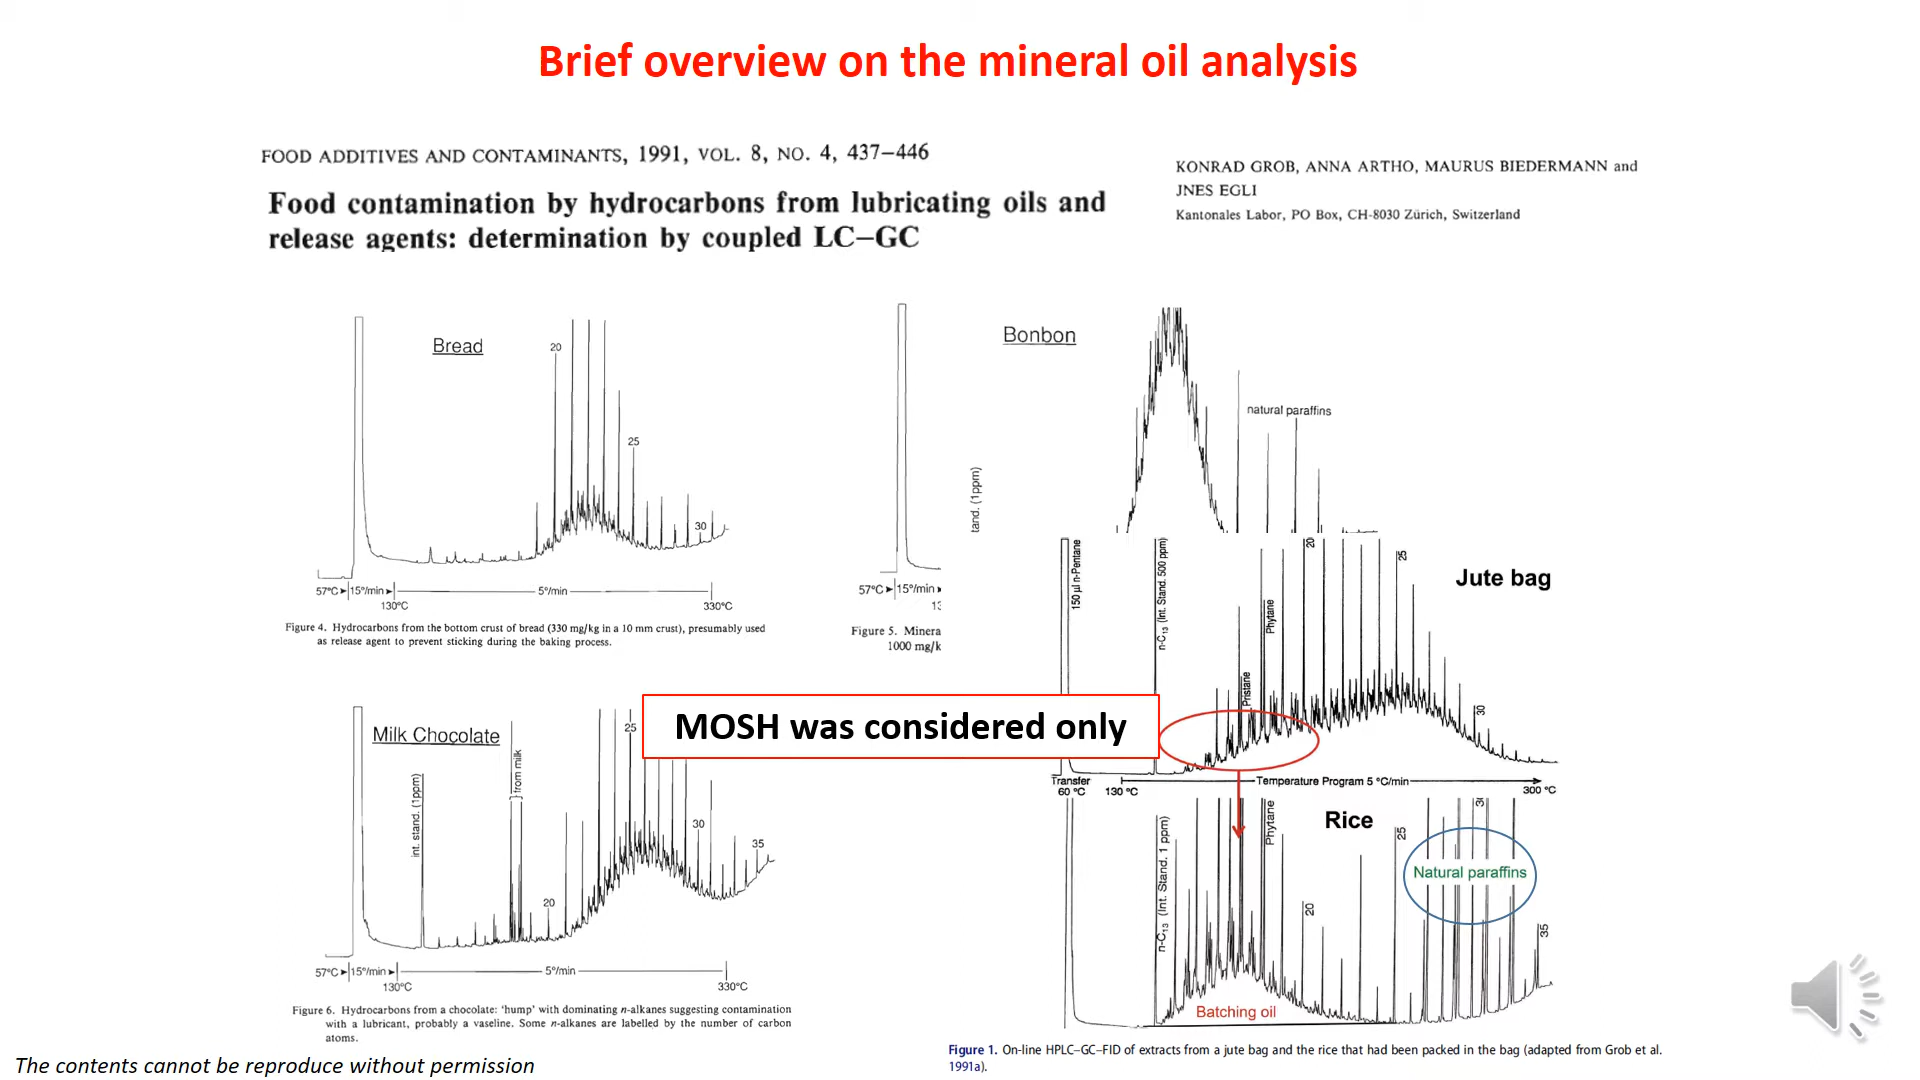 Brief overview on the mineral oil analysis
FOOD ADDITIVES AND CONTAMINANTS, 1991, VOL. 8, NO. 4, 437–446
Food contamination by hydrocarbons from lubricating oils and
release agents: determination by coupled LC–GC
KONRAD GROB, ANNA ARTHO, MAURUS BIEDERMANN and
JNES EGLI
Kantonales Labor, PO Box, CH-8030 Zürich, Switzerland
Bread
20
25
30
57°C
15°/min
5°/min
130°C
330°C
Figure 4. Hydrocarbons from the bottom crust of bread (330 mg/kg in a 10 mm crust), presumably used
as release agent to prevent sticking during the baking process.
Bonbon
natural paraffins
tand. (1ppm)
57°C
15°/min
13
Figure 5. Minera
1000 mg/k
Milk Chocolate
int. stand. (1ppm)
from milk
20
25
30
35
57°C
15°/min
5°/min
130°C
330°C
Figure 6. Hydrocarbons from a chocolate: 'hump' with dominating n-alkanes suggesting contamination
with a lubricant, probably a vaseline. Some n-alkanes are labelled by the number of carbon
atoms.
MOSH was considered only
Jute bag
150 µl n-Pentane
n-C13 (Int. Stand. 500 ppm)
Pristane
Phytane
20
25
30
Transfer
60 °C
130 °C
Temperature Program 5 °C/min
300 °C
Rice
n-C13 (Int. Stand. 1 ppm)
Phytane
20
25
35
Natural paraffins
Batching oil
Figure 1. On-line HPLC–GC–FID of extracts from a jute bag and the rice that had been packed in the bag (adapted from Grob et al.
1991a).
The contents cannot be reproduce without permission